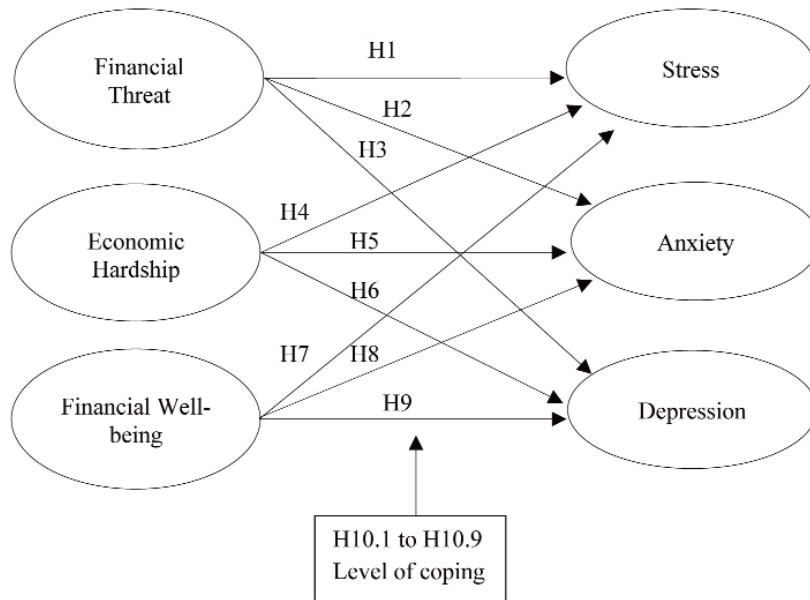 Financial
Threat
H1
Stress
H2
H3
Economic
Hardship
H4
H5
Anxiety
H6
Financial Well-
being
H7
H8
H9
Depression
H10.1 to H10.9
Level of coping